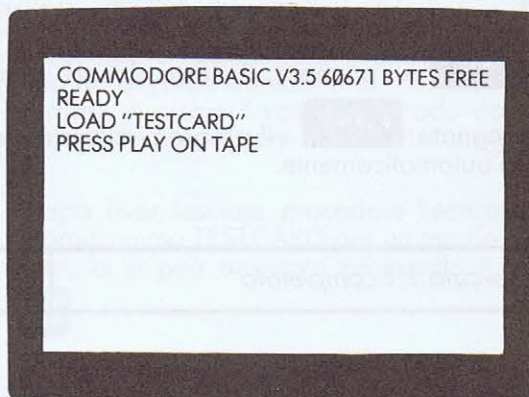 COMMODORE BASIC V3.5 60671 BYTES FREE
READY
LOAD "TESTCARD"
PRESS PLAY ON TAPE